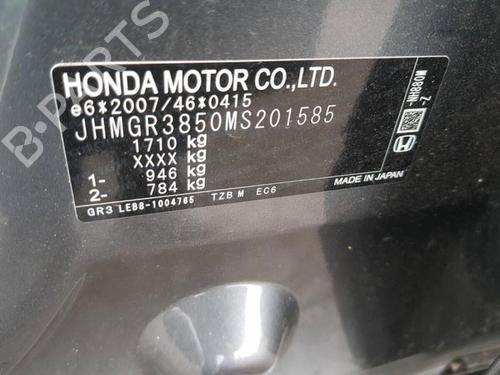 HONDA MOTOR CO.,LTD.
e6*2007/46*0415
JHMGR3850MS201585
1710 kg
XXXX kg
1- 946 kg
2- 784 kg
GR3 LEB8-1004765 TZB M EC6
MADE IN JAPAN
B-PARTS